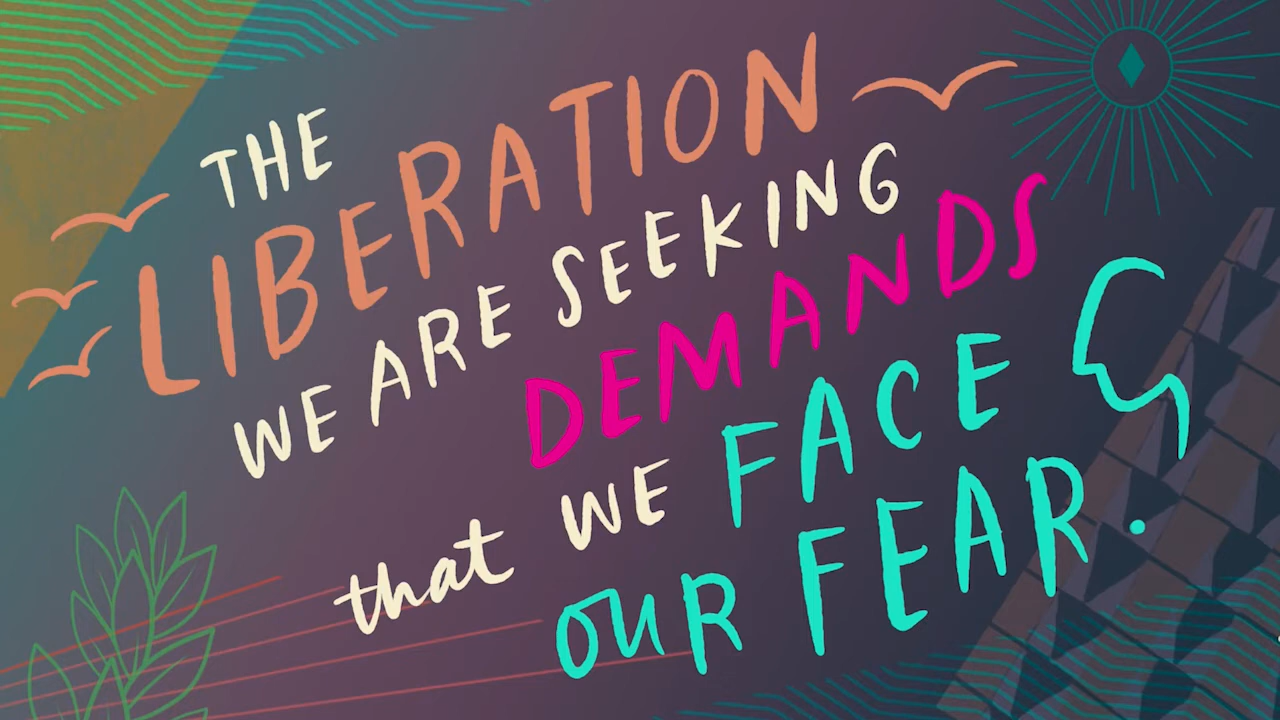 THE
LIBERATION
WE ARE SEEKING
DEMANDS
that WE FACE
OUR FEAR.